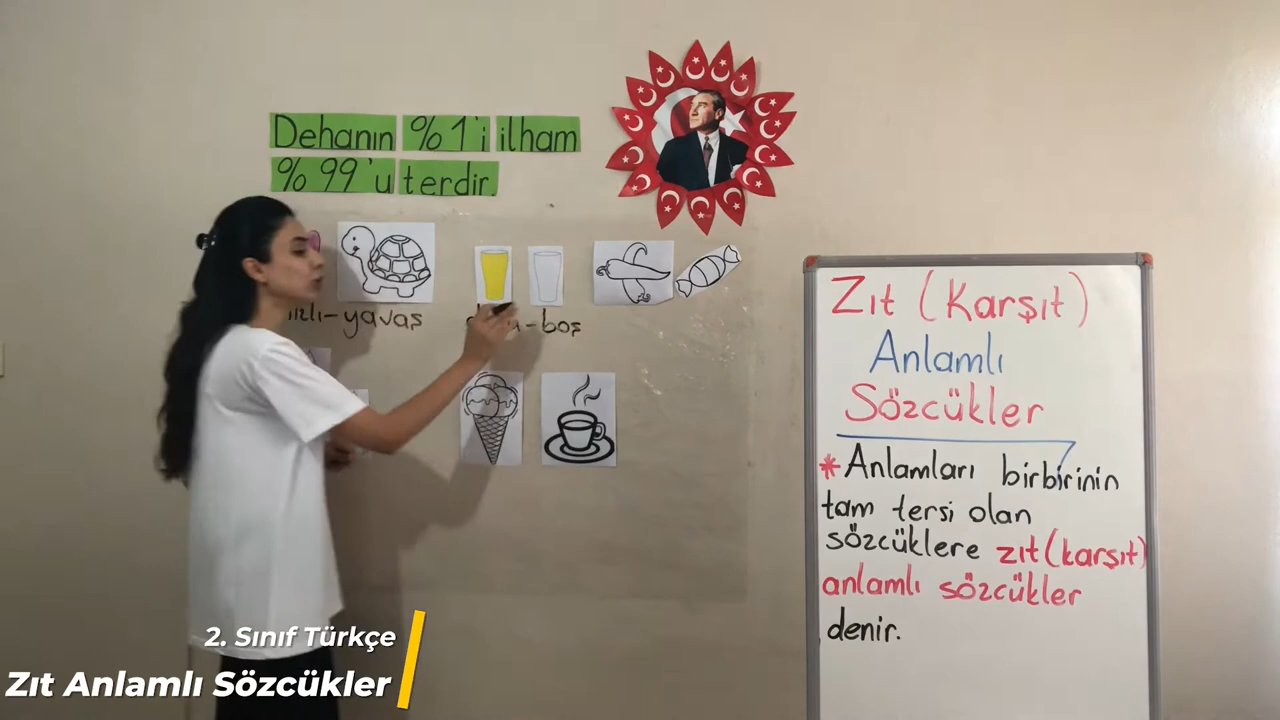 Dehanın %1'i ilham
%99'u terdir.
yavaş
boş
Zıt (Karşıt)
Anlamlı
Sözcükler
* Anlamları birbirinin
tam tersi olan
sözcüklere zıt (karşıt)
anlamlı sözcükler
denir.
2. Sınıf Türkçe
Zıt Anlamlı Sözcükler